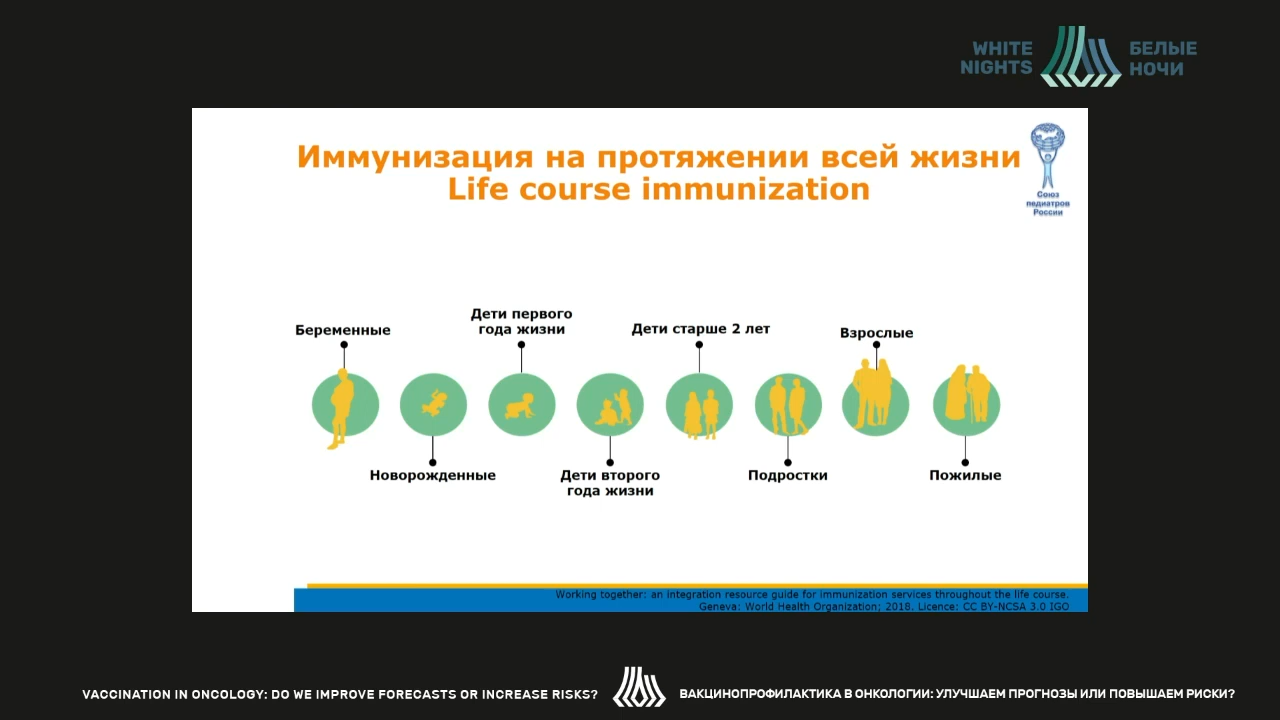 WHITE
NIGHTS
БЕЛЫЕ
НОЧИ
Иммунизация на протяжении всей жизни
Life course immunization
Союз
педиатров
России
Беременные
Дети первого
года жизни
Дети старше 2 лет
Взрослые
Новорожденные
Дети второго
года жизни
Подростки
Пожилые
Working together: an integration resource guide for immunization services throughout the life course.
Geneva: World Health Organization; 2018. Licence: CC BY-NCSA 3.0 IGO
VACCINATION IN ONCOLOGY: DO WE IMPROVE FORECASTS OR INCREASE RISKS?
ВАКЦИНОПРОФИЛАКТИКА В ОНКОЛОГИИ: УЛУЧШАЕМ ПРОГНОЗЫ ИЛИ ПОВЫШАЕМ РИСКИ?